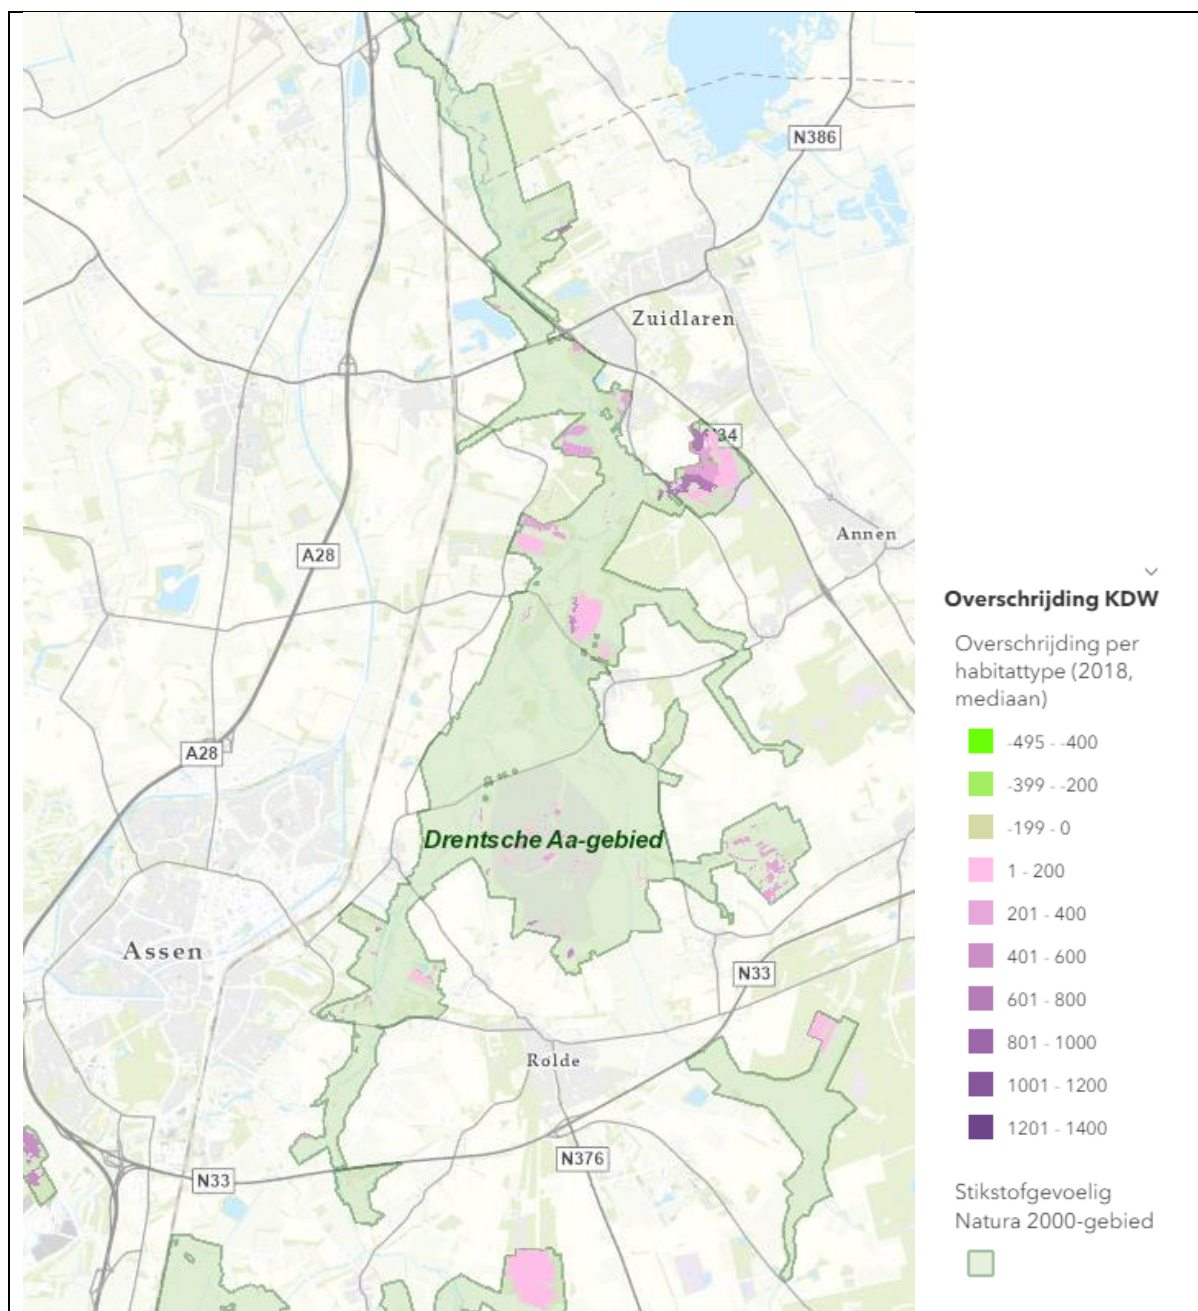 N386
Zuidlaren
N34
Annen
A28
A28
Drentsche Aa-gebied
Assen
N33
Rolde
N376
N33
Overschrijding KDW
Overschrijding per
habitattype (2018,
mediaan)
-495 - -400
-399 - -200
-199 - 0
1 - 200
201 - 400
401 - 600
601 - 800
801 - 1000
1001 - 1200
1201 - 1400
Stikstofgevoelig
Natura 2000-gebied